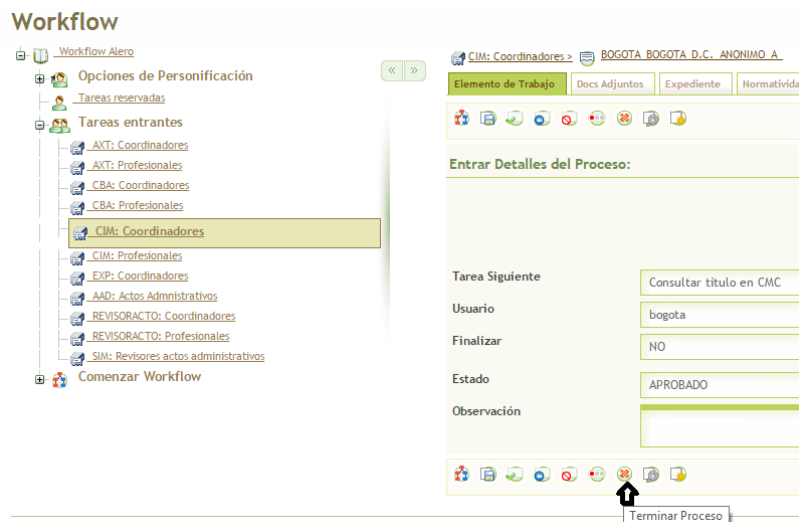 Workflow
Workflow Alero
Opciones de Personificación
Tareas reservadas
Tareas entrantes
AXT: Coordinadores
AXT: Profesionales
CBA: Coordinadores
CBA: Profesionales
CIM: Coordinadores
CIM: Profesionales
EXP: Coordinadores
AAD: Actos Admnistrativos
REVISORACTO: Coordinadores
REVISORACTO: Profesionales
SIM: Revisores actos administrativos
Comenzar Workflow
« »
CIM: Coordinadores > BOGOTA BOGOTA D.C. ANONIMO A
Elemento de Trabajo Docs Adjuntos Expediente Normativida
Entrar Detalles del Proceso:
Tarea Siguiente Consultar titulo en CMC
Usuario bogota
Finalizar NO
Estado APROBADO
Observación
Terminar Proceso